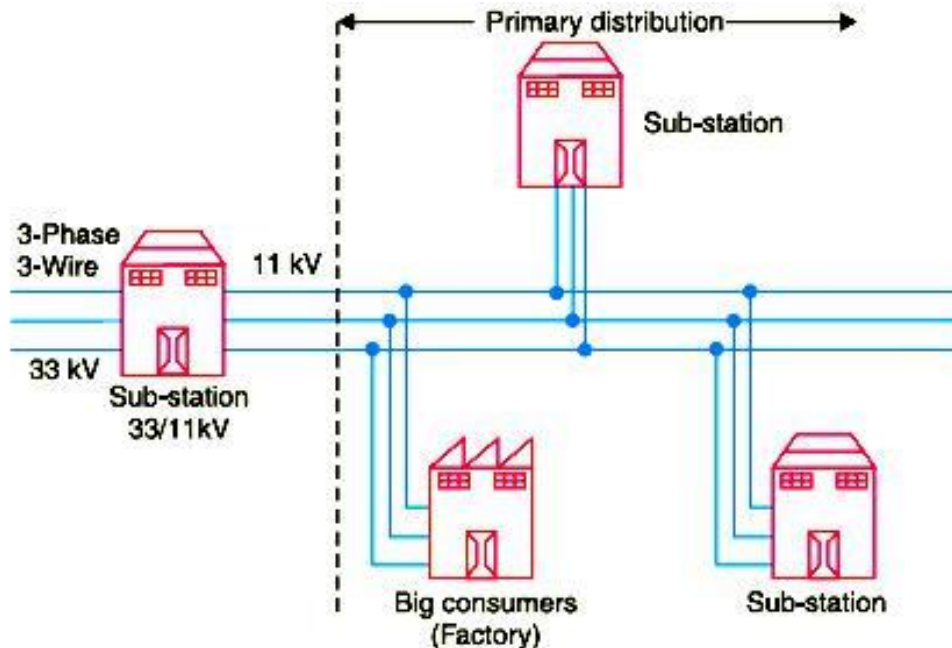 Primary distribution
Sub-station
3-Phase
3-Wire
11 kV
33 kV
Sub-station
33/11kV
Big consumers
(Factory)
Sub-station